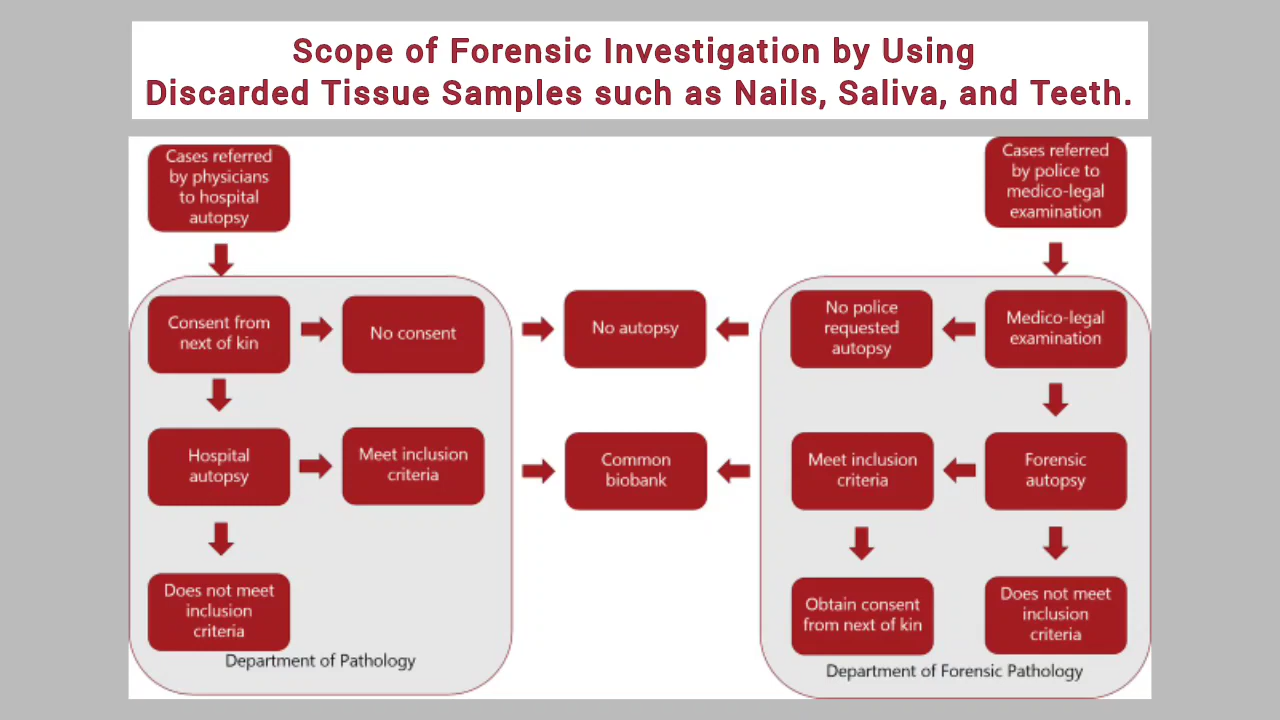 Scope of Forensic Investigation by Using
Discarded Tissue Samples such as Nails, Saliva, and Teeth.
Cases referred
by physicians
to hospital
autopsy
Cases referred
by police to
medico-legal
examination
Consent from
next of kin
No consent
No autopsy
No police
requested
autopsy
Medico-legal
examination
Hospital
autopsy
Meet inclusion
criteria
Common
biobank
Meet inclusion
criteria
Forensic
autopsy
Does not meet
inclusion
criteria
Obtain consent
from next of kin
Does not meet
inclusion
criteria
Department of Pathology
Department of Forensic Pathology